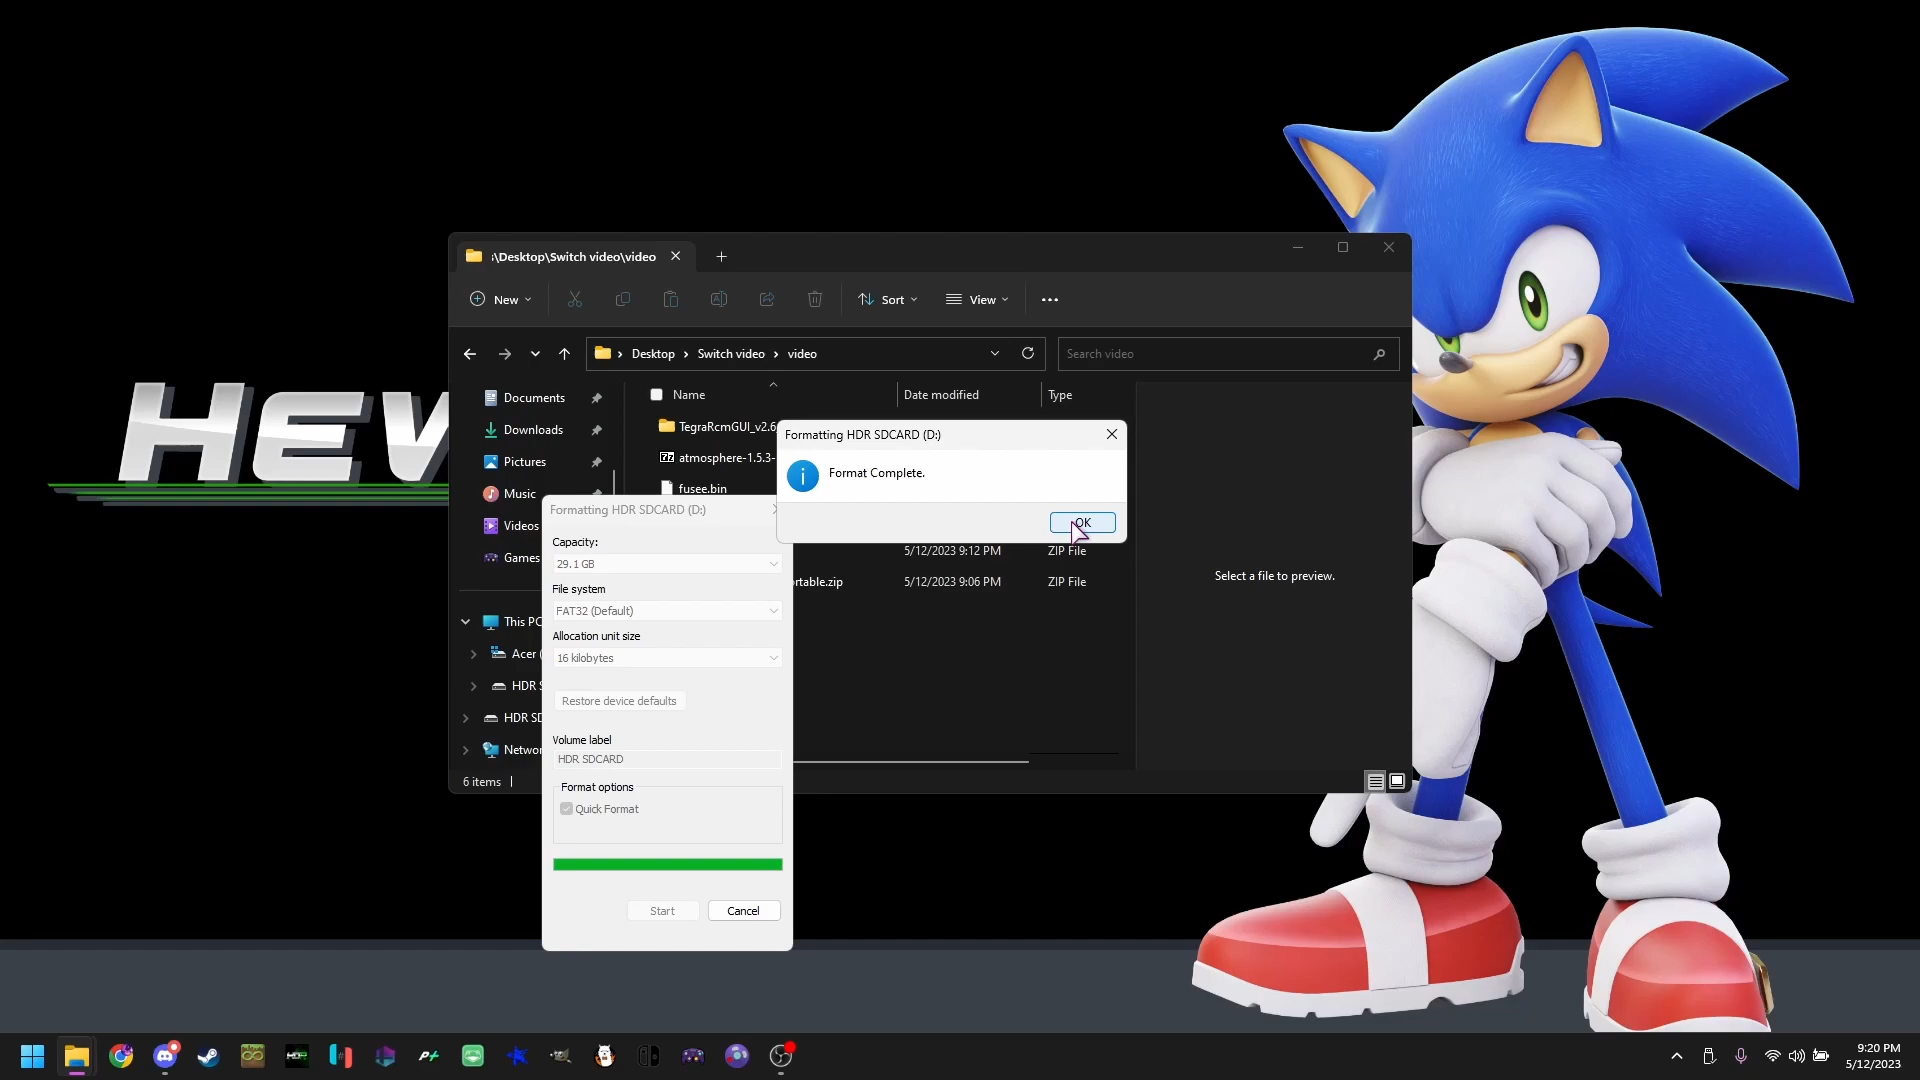 HEW
s\Desktop\Switch video\video
New
Sort
View
Desktop › Switch video › video
Search video
Documents
Downloads
Pictures
Music
Videos
Games
This PC
Acer (
HDR S
HDR SD
Networ
6 items
Name
Date modified
Type
TegraRcmGUI_v2.6
atmosphere-1.5.3-
fusee.bin
5/12/2023 9:12 PM
ZIP File
rtable.zip
5/12/2023 9:06 PM
ZIP File
Select a file to preview.
Formatting HDR SDCARD (D:)
Format Complete.
OK
Formatting HDR SDCARD (D:)
Capacity:
29.1 GB
File system
FAT32 (Default)
Allocation unit size
16 kilobytes
Restore device defaults
Volume label
HDR SDCARD
Format options
Quick Format
Start
Cancel
HDR
P+
9:20 PM
5/12/2023